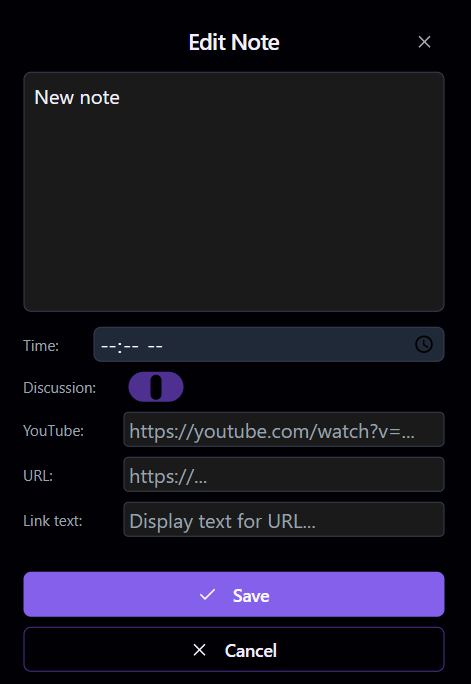 Edit Note
New note
Time: --:-- --
Discussion:
YouTube: https://youtube.com/watch?v=...
URL: https://...
Link text: Display text for URL...
Save
Cancel